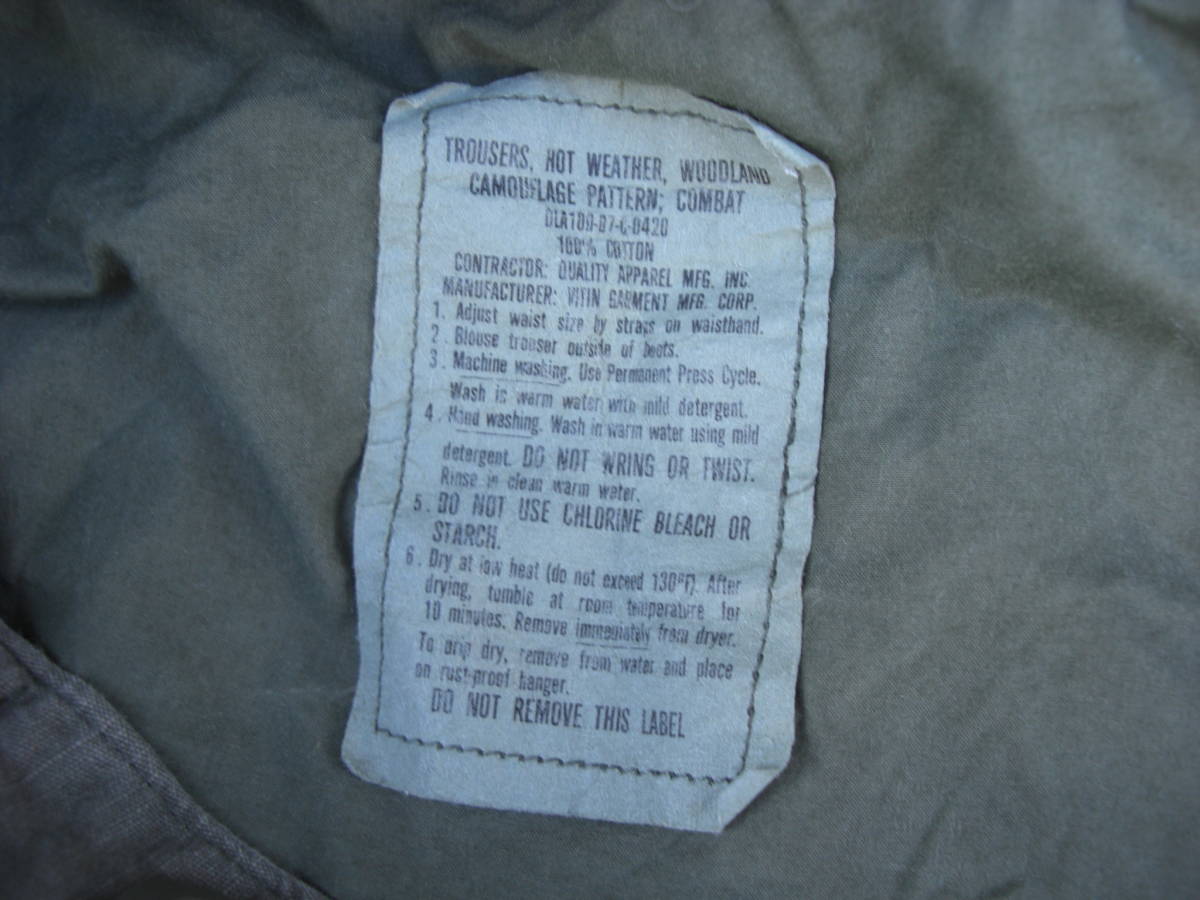 TROUSERS, HOT WEATHER, WOODLAND
CAMOUFLAGE PATTERN; COMBAT
DLA100-87-C-0420
100% COTTON
CONTRACTOR: QUALITY APPAREL MFG. INC.
MANUFACTURER: VITIN GARMENT MFG. CORP.
1. Adjust waist size by straps on waistband.
2. Blouse trouser outside of boots.
3. Machine washing. Use Permanent Press Cycle.
Wash in warm water with mild detergent.
4. Hand washing. Wash in warm water using mild
detergent. DO NOT WRING OR TWIST.
Rinse in clean warm water.
5. DO NOT USE CHLORINE BLEACH OR
STARCH.
6. Dry at low heat (do not exceed 130°F). After
drying, tumble at room temperature for
10 minutes. Remove immediately from dryer.
To drip dry, remove from water and place
on rust-proof hanger.
DO NOT REMOVE THIS LABEL